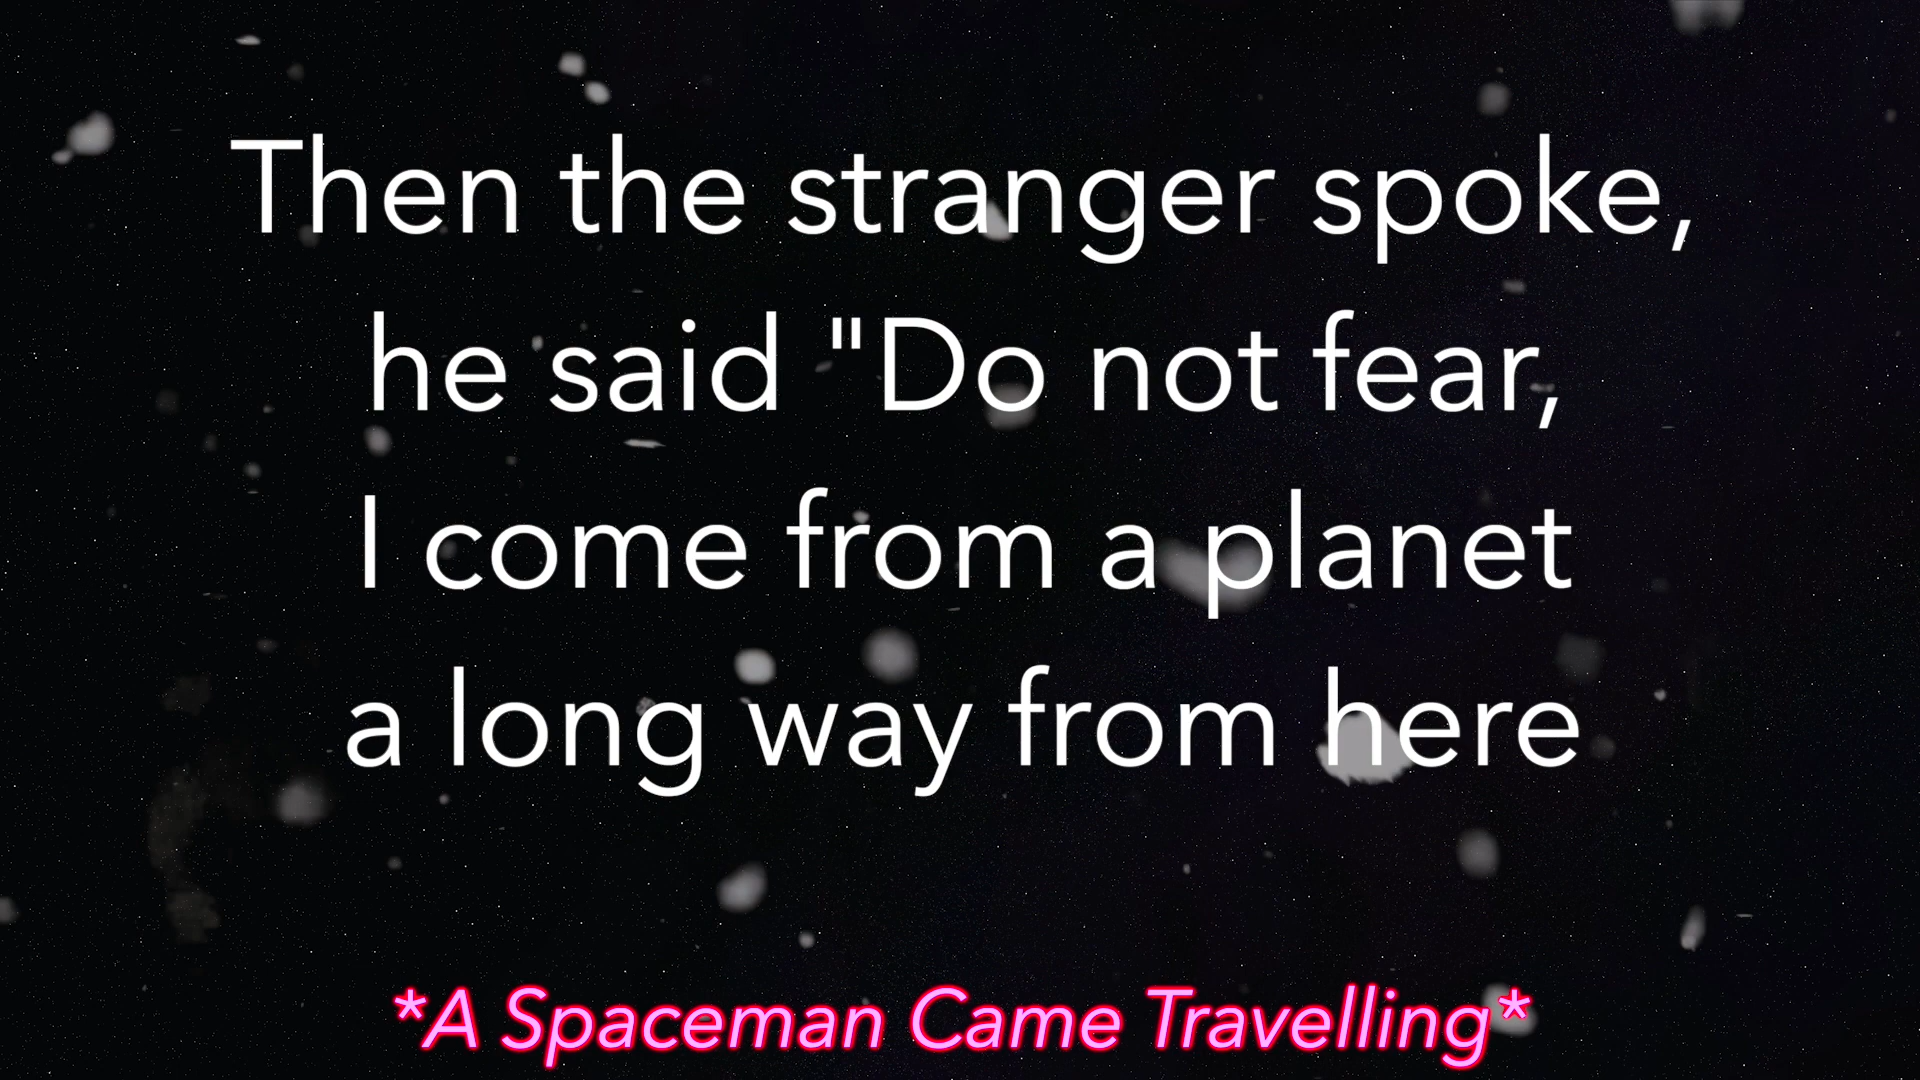 Then the stranger spoke,
he said "Do not fear,
I come from a planet
a long way from here
*A Spaceman Came Travelling*